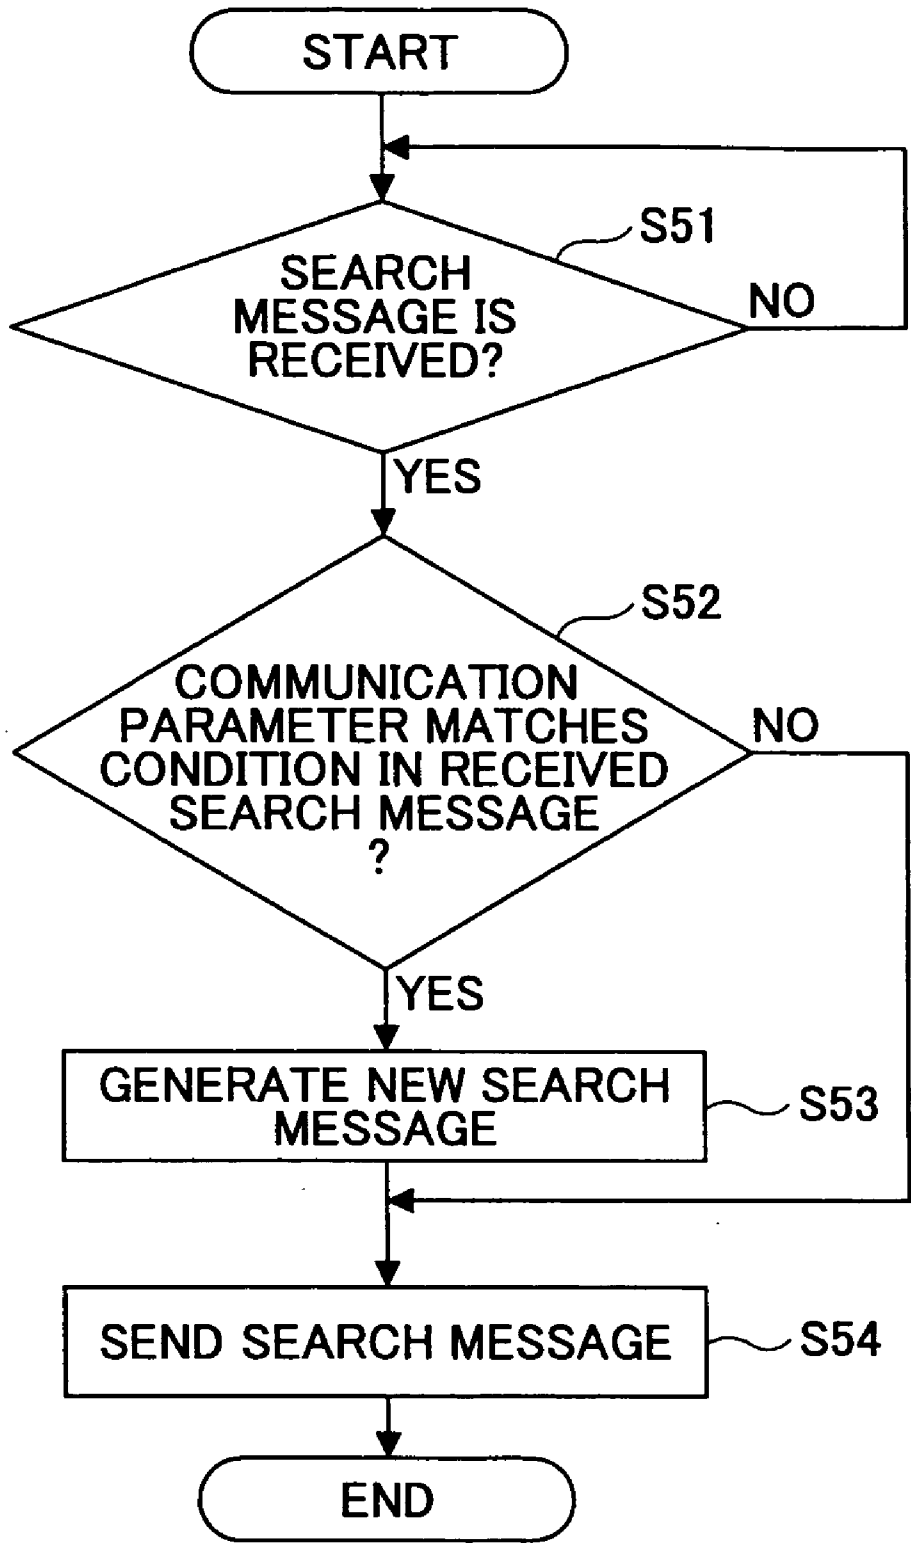 START
S51
SEARCH
MESSAGE IS
RECEIVED?
NO
YES
S52
COMMUNICATION
PARAMETER MATCHES
CONDITION IN RECEIVED
SEARCH MESSAGE
?
NO
YES
GENERATE NEW SEARCH
MESSAGE
S53
SEND SEARCH MESSAGE
S54
END